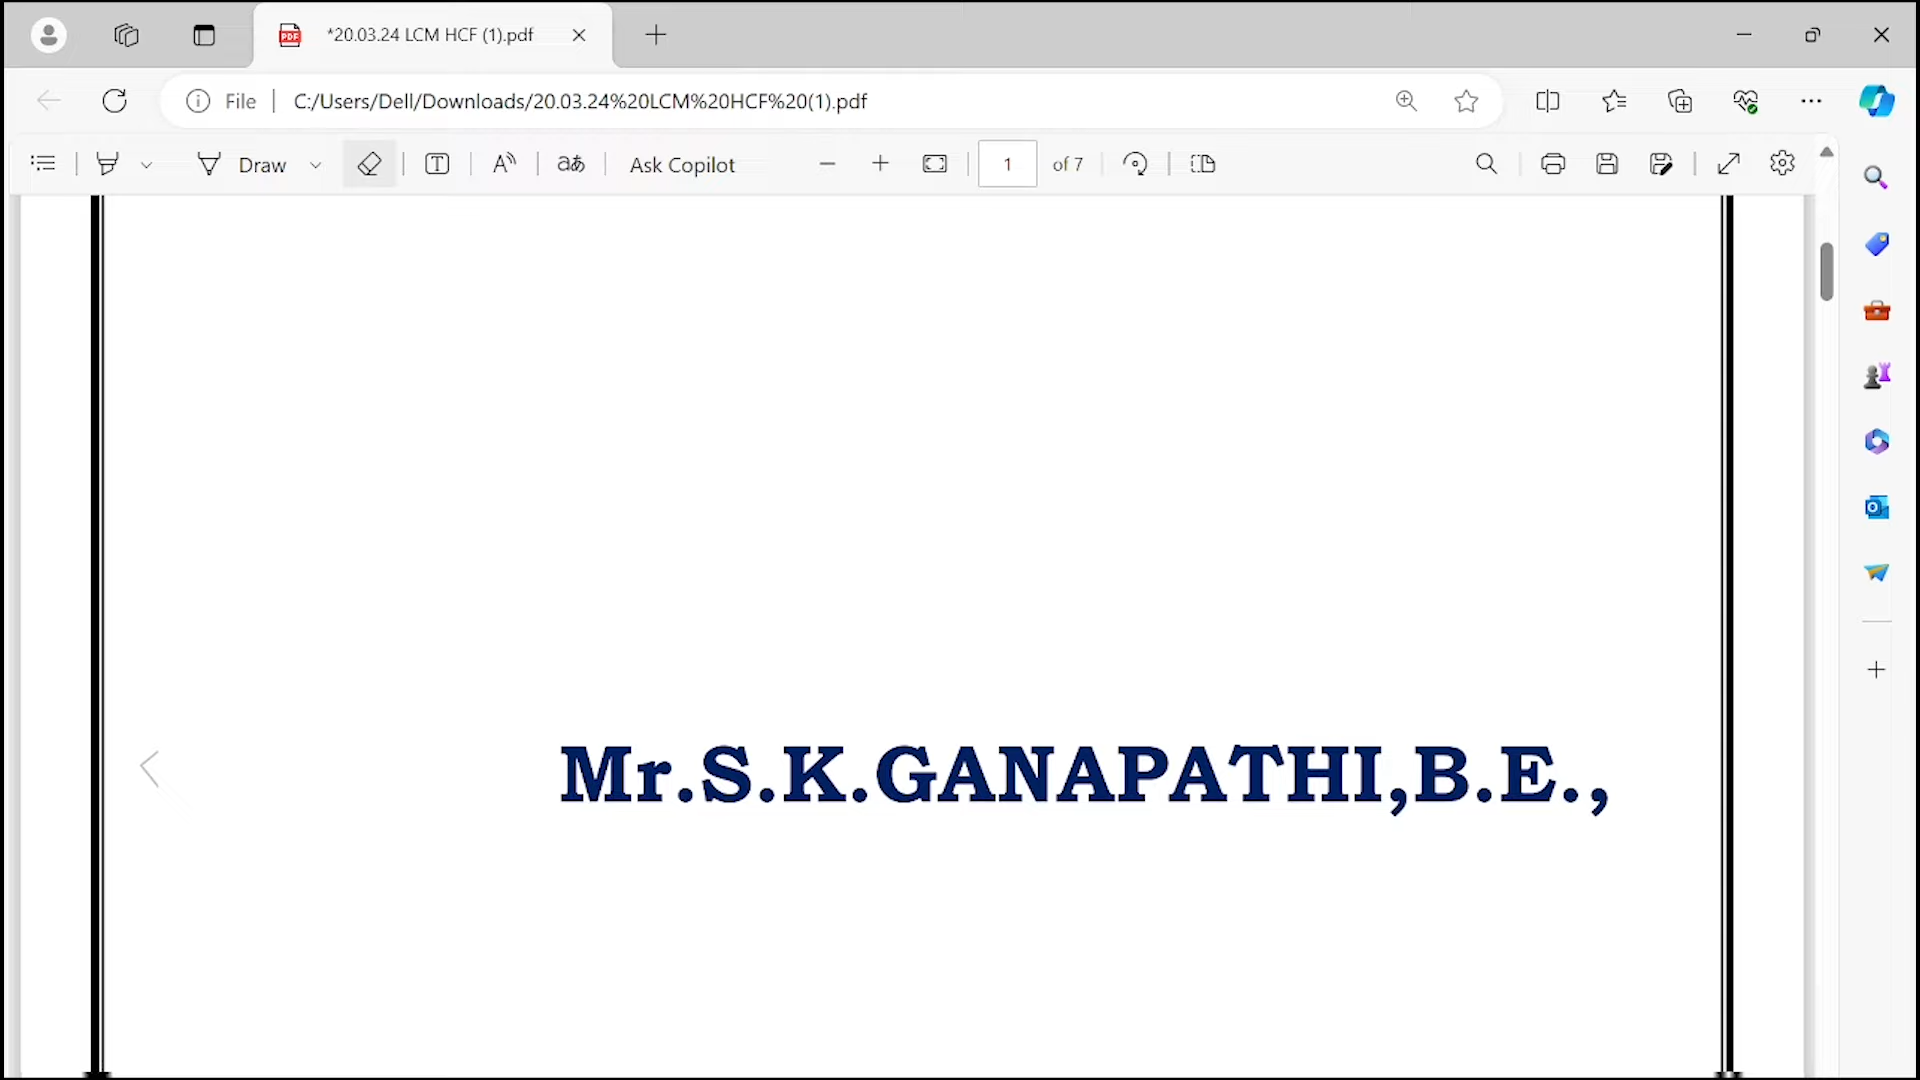 *20.03.24 LCM HCF (1).pdf
File
C:/Users/Dell/Downloads/20.03.24%20LCM%20HCF%20(1).pdf
Draw
Ask Copilot
1 of 7
Mr.S.K.GANAPATHI,B.E.,